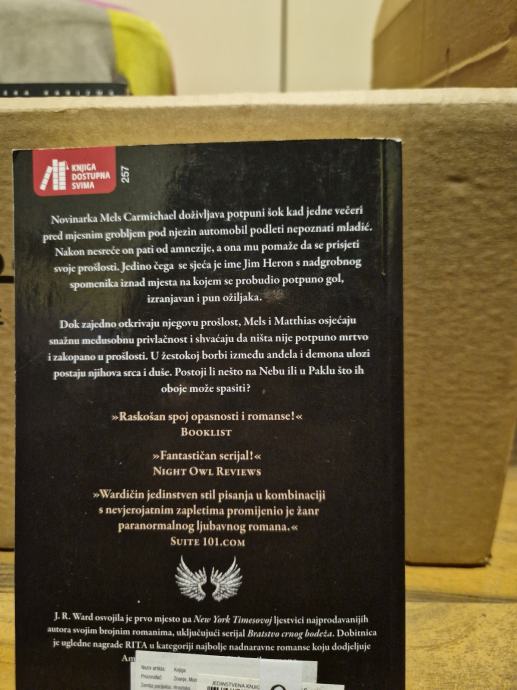 KNJIGA
DOSTUPNA
SVIMA
257
Novinarka Mels Carmichael doživljava potpuni šok kad jedne večeri
pred mjesnim grobljem pod njezin automobil podleti nepoznati mladić.
Nakon nesreće on pati od amnezije, a ona mu pomaže da se prisjeti
svoje prošlosti. Jedino čega se sjeća je ime Jim Heron s nadgrobnog
spomenika iznad mjesta na kojem se probudio potpuno gol,
izranjavan i pun ožiljaka.
Dok zajedno otkrivaju njegovu prošlost, Mels i Matthias osjećaju
snažnu međusobnu privlačnost i shvaćaju da ništa nije potpuno mrtvo
i zakopano u prošlosti. U žestokoj borbi između anđela i demona ulozi
postaju njihova srca i duše. Postoji li nešto na Nebu ili u Paklu što ih
oboje može spasiti?
»Raskošan spoj opasnosti i romanse!«
BOOKLIST
»Fantastičan serijal!«
NIGHT OWL REVIEWS
»Wardičin jedinstven stil pisanja u kombinaciji
s nevjerojatnim zapletima promijenio je žanr
paranormalnog ljubavnog romana.«
SUITE 101.COM
J. R. Ward osvojila je prvo mjesto na New York Timesovoj ljestvici najprodavanijih
autora svojim brojnim romanima, uključujući serijal Bratstvo crnog bodeža. Dobitnica
je ugledne nagrade RITA u kategoriji najbolje nadnaravne romanse koju dodjeljuje
Naziv artikla: Knjiga
JEDINSTVENA KNJIG